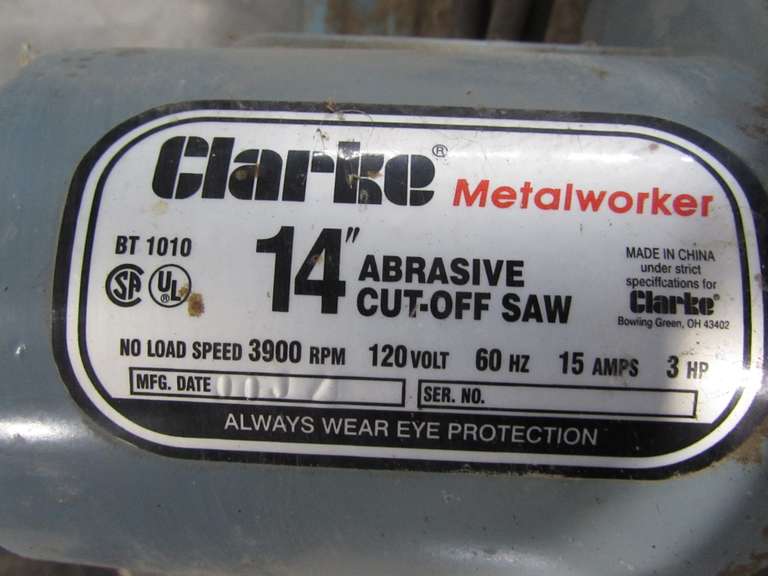 Clarke® Metalworker
BT 1010
14" ABRASIVE
CUT-OFF SAW
MADE IN CHINA
under strict
specifications for
Clarke®
Bowling Green, OH 43402
SA UL
NO LOAD SPEED 3900 RPM 120 VOLT 60 HZ 15 AMPS 3 HP
MFG. DATE
SER. NO.
ALWAYS WEAR EYE PROTECTION